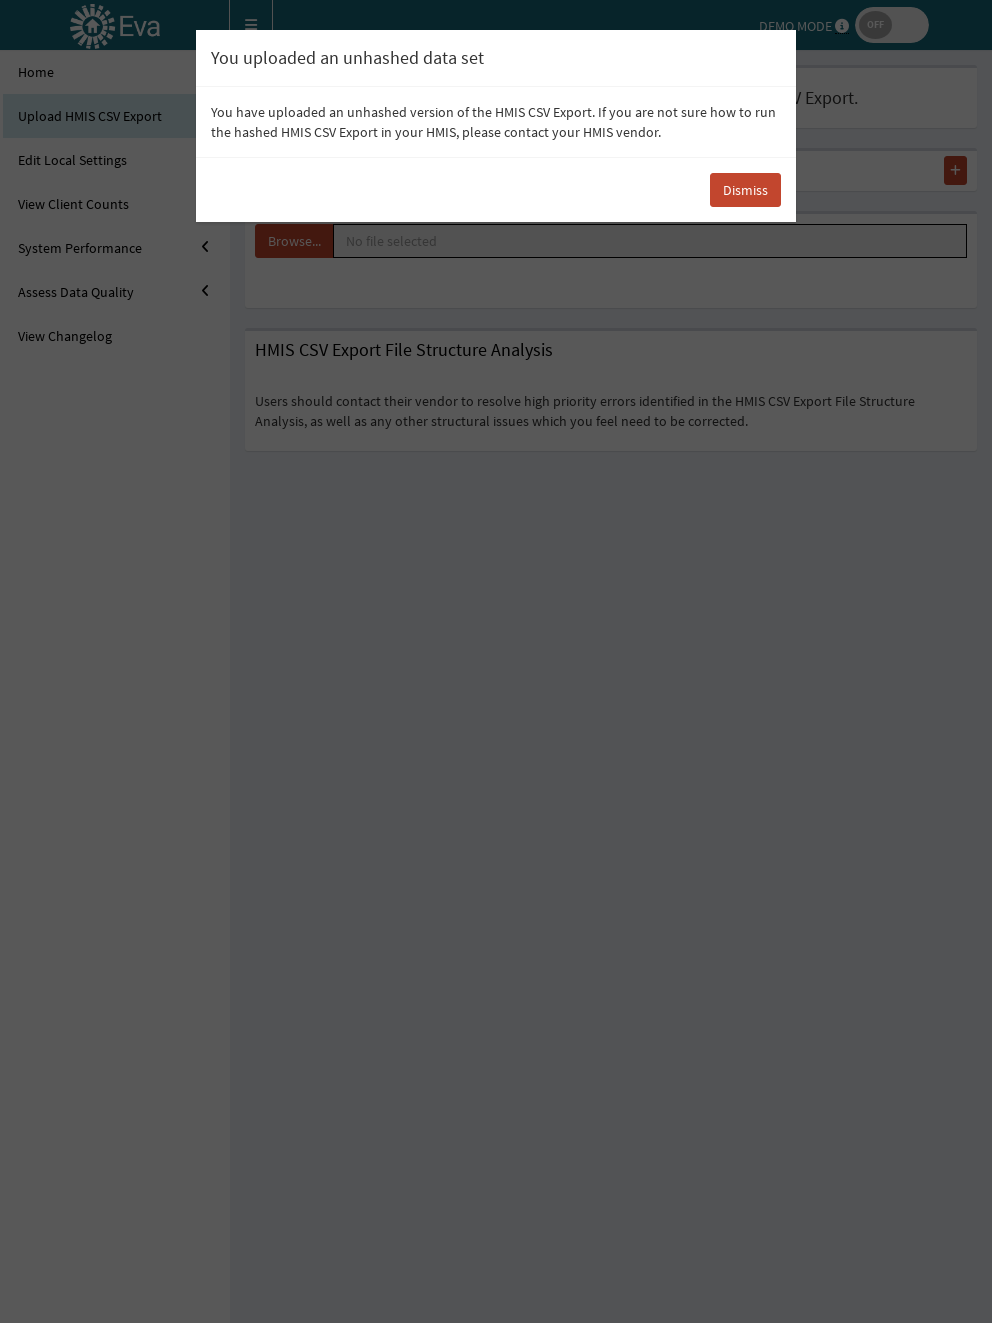 Eva
DEMO MODE
OFF
You uploaded an unhashed data set
You have uploaded an unhashed version of the HMIS CSV Export. If you are not sure how to run
the hashed HMIS CSV Export in your HMIS, please contact your HMIS vendor.
Dismiss
Home
Upload HMIS CSV Export
Edit Local Settings
View Client Counts
System Performance
Assess Data Quality
View Changelog
Export.
+
Browse...
No file selected
HMIS CSV Export File Structure Analysis
Users should contact their vendor to resolve high priority errors identified in the HMIS CSV Export File Structure
Analysis, as well as any other structural issues which you feel need to be corrected.